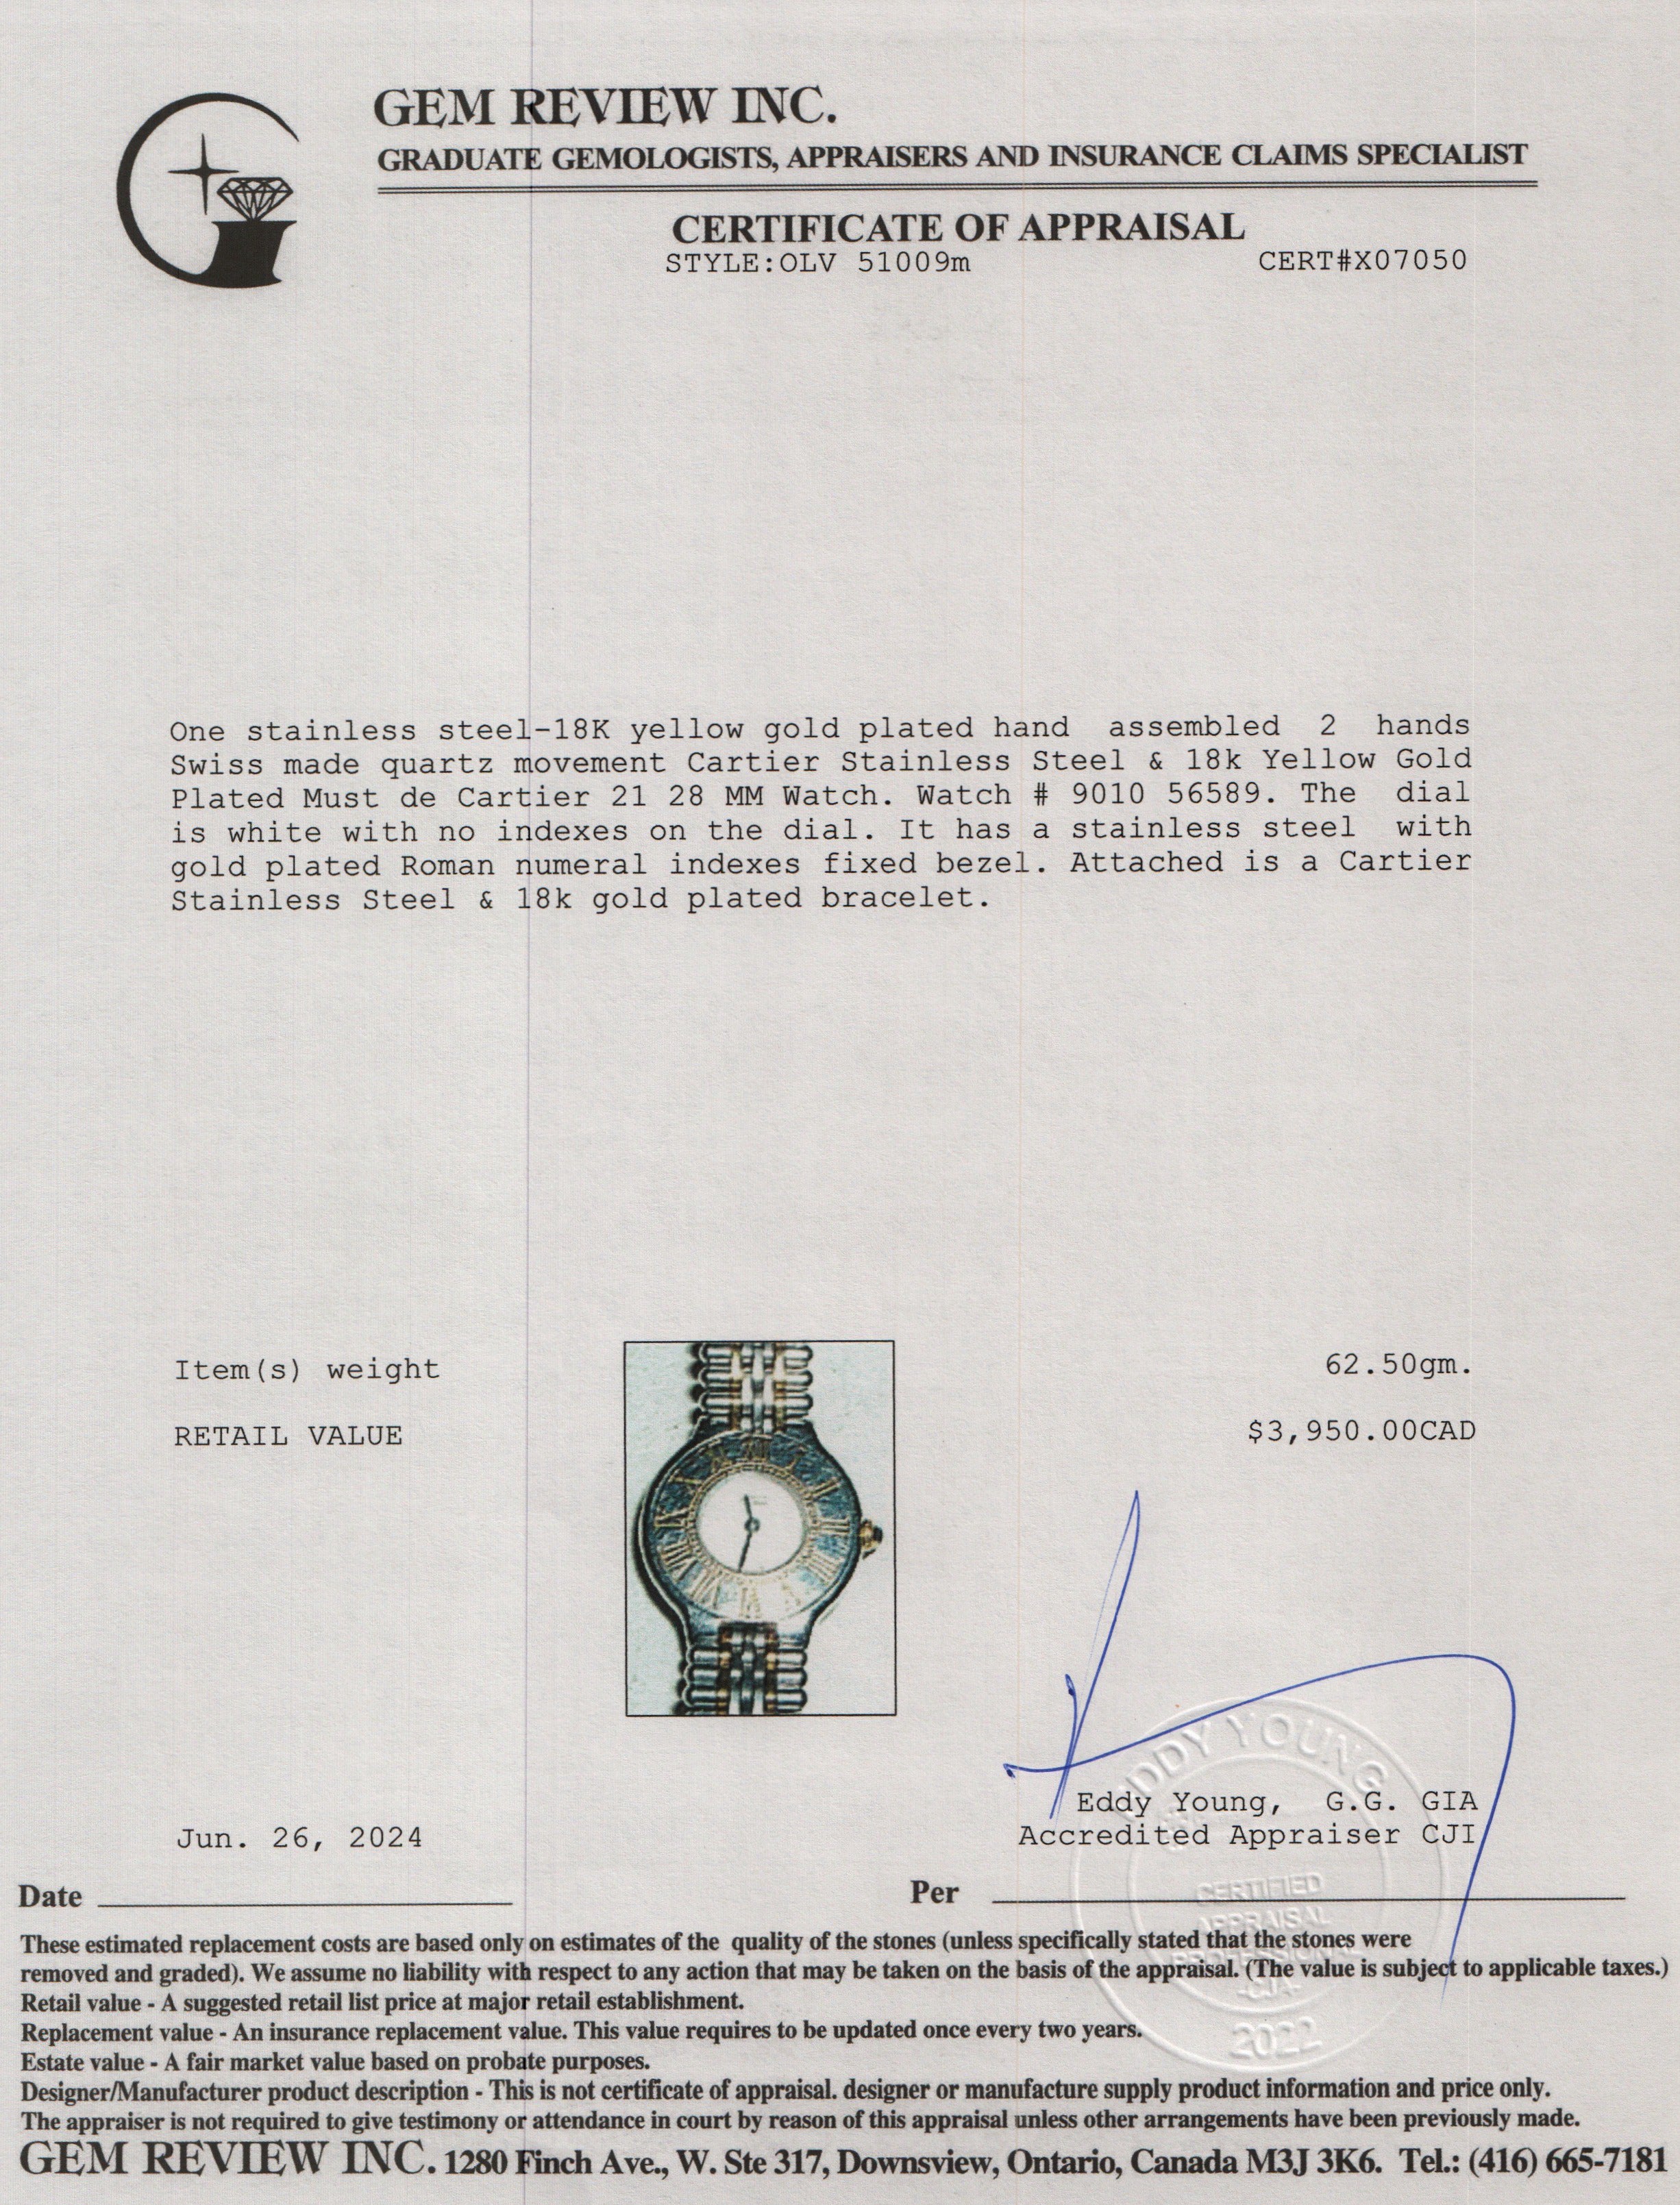 GEM REVIEW INC.
GRADUATE GEMOLOGISTS, APPRAISERS AND INSURANCE CLAIMS SPECIALIST
CERTIFICATE OF APPRAISAL
STYLE:OLV 51009m CERT#X07050
One stainless steel-18K yellow gold plated hand assembled 2 hands
Swiss made quartz movement Cartier Stainless Steel & 18k Yellow Gold
Plated Must de Cartier 21 28 MM Watch. Watch # 9010 56589. The dial
is white with no indexes on the dial. It has a stainless steel with
gold plated Roman numeral indexes fixed bezel. Attached is a Cartier
Stainless Steel & 18k gold plated bracelet.
Item(s) weight 62.50gm.
RETAIL VALUE $3,950.00CAD
EDDY YOUNG
Eddy Young, G.G. GIA
Jun. 26, 2024 Accredited Appraiser CJI
CERTIFIED
APPRAISAL
PROFESSIONAL
-CJA-
2022
Date Per
These estimated replacement costs are based only on estimates of the quality of the stones (unless specifically stated that the stones were
removed and graded). We assume no liability with respect to any action that may be taken on the basis of the appraisal. (The value is subject to applicable taxes.)
Retail value - A suggested retail list price at major retail establishment.
Replacement value - An insurance replacement value. This value requires to be updated once every two years.
Estate value - A fair market value based on probate purposes.
Designer/Manufacturer product description - This is not certificate of appraisal. designer or manufacture supply product information and price only.
The appraiser is not required to give testimony or attendance in court by reason of this appraisal unless other arrangements have been previously made.
GEM REVIEW INC. 1280 Finch Ave., W. Ste 317, Downsview, Ontario, Canada M3J 3K6. Tel.: (416) 665-7181